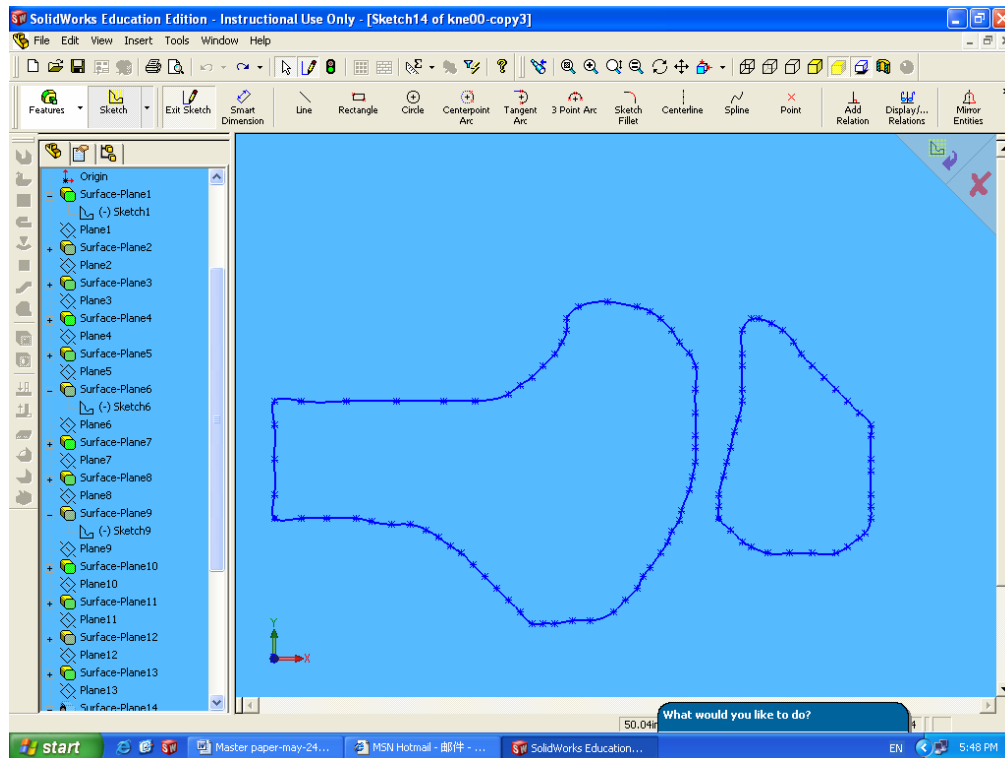 SolidWorks Education Edition - Instructional Use Only - [Sketch14 of kne00-copy3]
File Edit View Insert Tools Window Help
Features Sketch Exit Sketch Smart Dimension Line Rectangle Circle Centerpoint Arc Tangent Arc 3 Point Arc Sketch Fillet Centerline Spline Point Add Relation Display/... Relations Mirror Entities
Origin
Surface-Plane1
(-) Sketch1
Plane1
Surface-Plane2
Plane2
Surface-Plane3
Plane3
Surface-Plane4
Plane4
Surface-Plane5
Plane5
Surface-Plane6
(-) Sketch6
Plane6
Surface-Plane7
Plane7
Surface-Plane8
Plane8
Surface-Plane9
(-) Sketch9
Plane9
Surface-Plane10
Plane10
Surface-Plane11
Plane11
Surface-Plane12
Plane12
Surface-Plane13
Plane13
Surface-Plane14
Y
X
50.04in
What would you like to do?
start Master paper-may-24... MSN Hotmail - 邮件 - ... SolidWorks Education... EN 5:48 PM